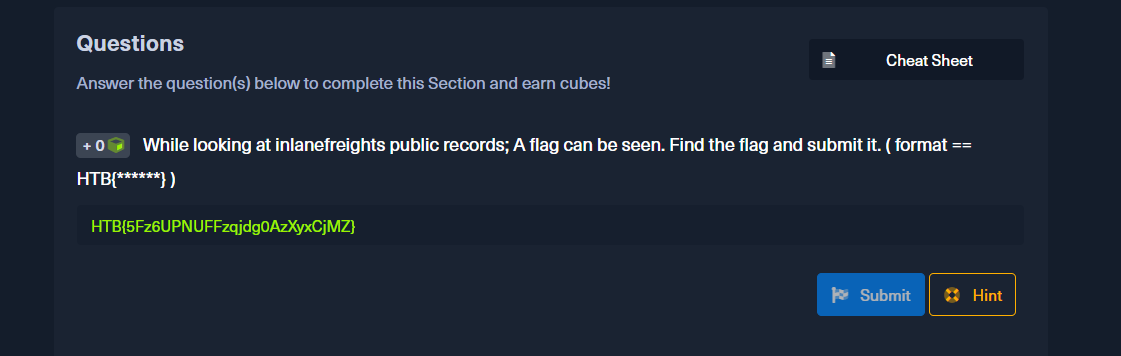 Questions
Cheat Sheet
Answer the question(s) below to complete this Section and earn cubes!
+ 0 While looking at inlanefreights public records; A flag can be seen. Find the flag and submit it. ( format ==
HTB{******} )
HTB{5Fz6UPNUFFzqjdg0AzXyxCjMZ}
Submit
Hint